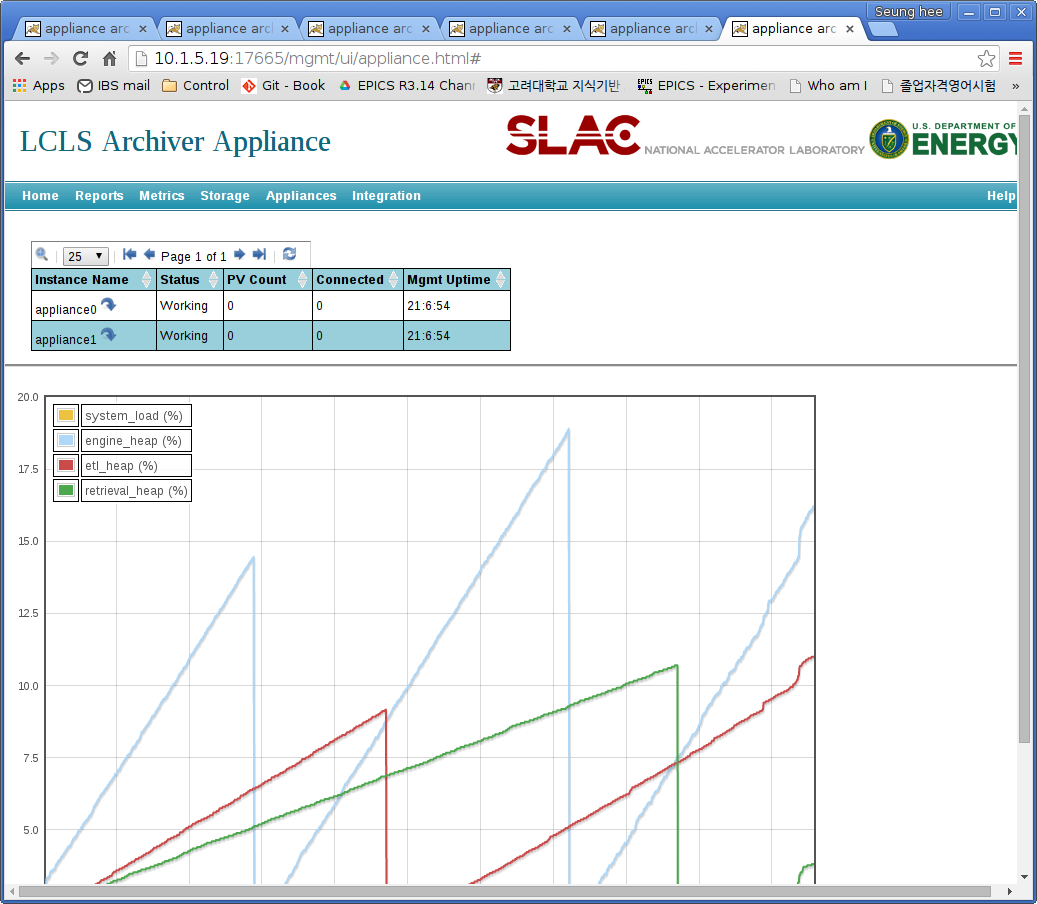 Seung hee
appliance arc appliance arch appliance arc appliance arc appliance arch appliance arc
10.1.5.19:17665/mgmt/ui/appliance.html#
Apps IBS mail Control Git - Book EPICS R3.14 Chann 고려대학교 지식기반 EPICS EPICS - Experimen Who am I 졸업자격영어시험 »
LCLS Archiver Appliance
SLAC NATIONAL ACCELERATOR LABORATORY
U.S. DEPARTMENT OF
ENERGY
Home Reports Metrics Storage Appliances Integration Help
25 Page 1 of 1
Instance Name Status PV Count Connected Mgmt Uptime
appliance0 Working 0 0 21:6:54
appliance1 Working 0 0 21:6:54
20.0
system_load (%)
engine_heap (%)
etl_heap (%)
retrieval_heap (%)
17.5
15.0
12.5
10.0
7.5
5.0